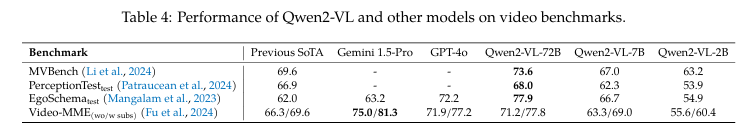 Table 4: Performance of Qwen2-VL and other models on video benchmarks.
Benchmark Previous SoTA Gemini 1.5-Pro GPT-4o Qwen2-VL-72B Qwen2-VL-7B Qwen2-VL-2B
MVBench (Li et al., 2024) 69.6 - - 73.6 67.0 63.2
PerceptionTest test (Patraucean et al., 2024) 66.9 - - 68.0 62.3 53.9
EgoSchema test (Mangalam et al., 2023) 62.0 63.2 72.2 77.9 66.7 54.9
Video-MME (wo/w subs) (Fu et al., 2024) 66.3/69.6 75.0/81.3 71.9/77.2 71.2/77.8 63.3/69.0 55.6/60.4